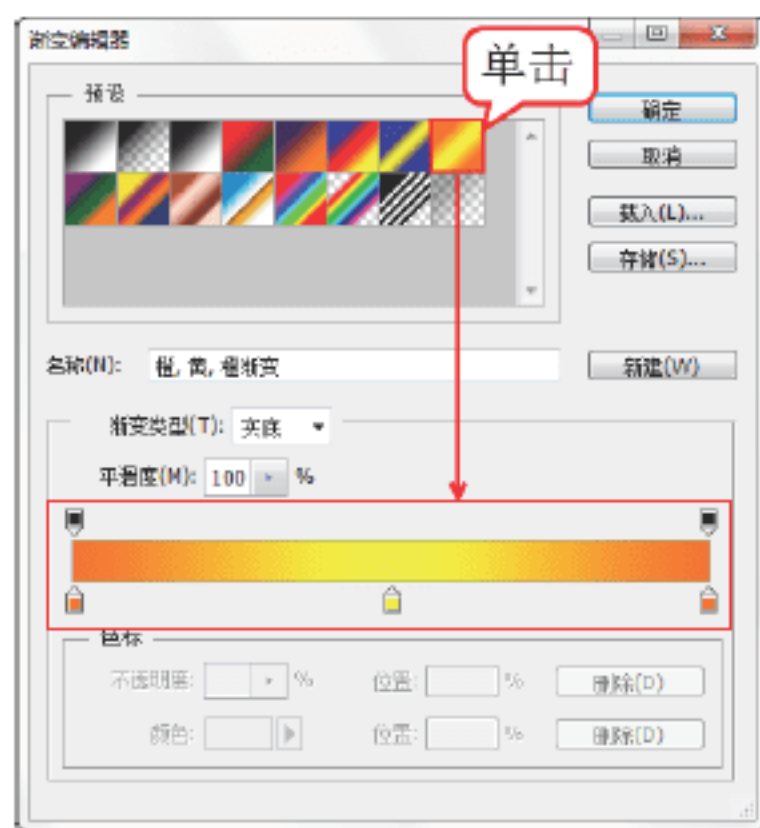 渐变编辑器
单击
预设
确定
取消
载入(L)...
存储(S)...
名称(N): 橙, 黄, 橙渐变
新建(W)
渐变类型(T): 实底
平滑度(M): 100 %
色标
不透明度: %
位置: %
删除(D)
颜色:
位置: %
删除(D)